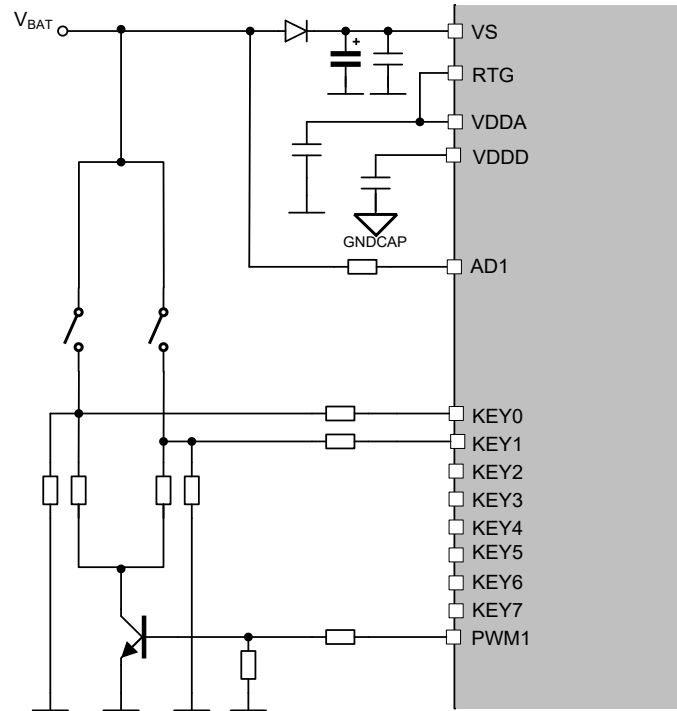 VBAT
+
VS
RTG
VDDA
VDDD
GNDCAP
AD1
KEY0
KEY1
KEY2
KEY3
KEY4
KEY5
KEY6
KEY7
PWM1